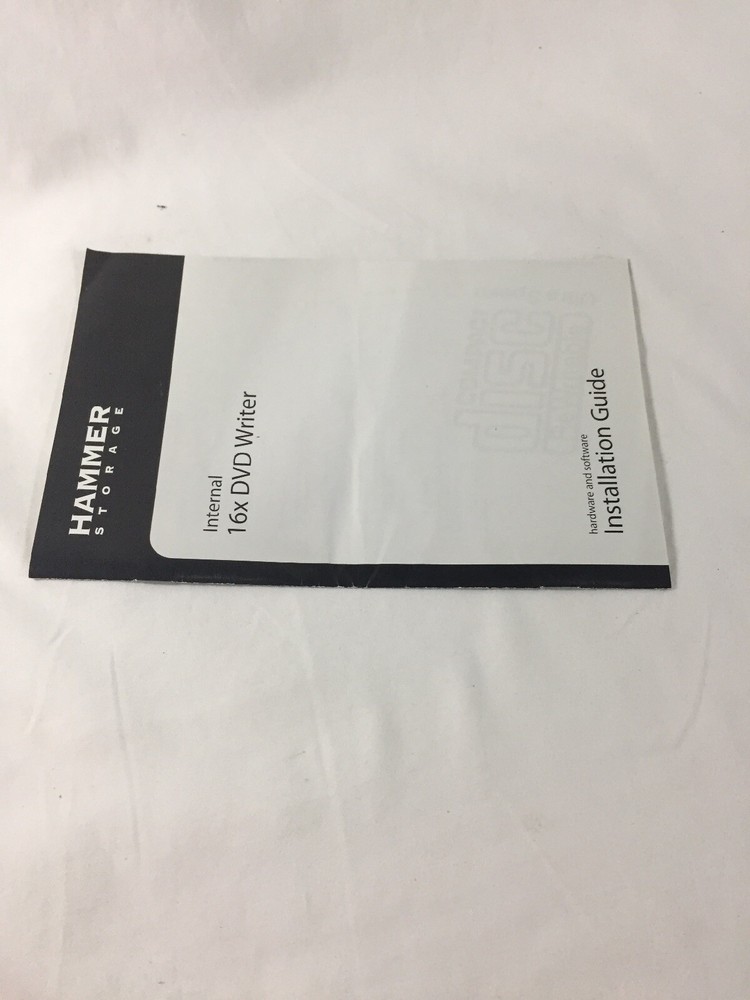 HAMMER
STORAGE
Internal
16x DVD Writer
hardware and software
Installation Guide